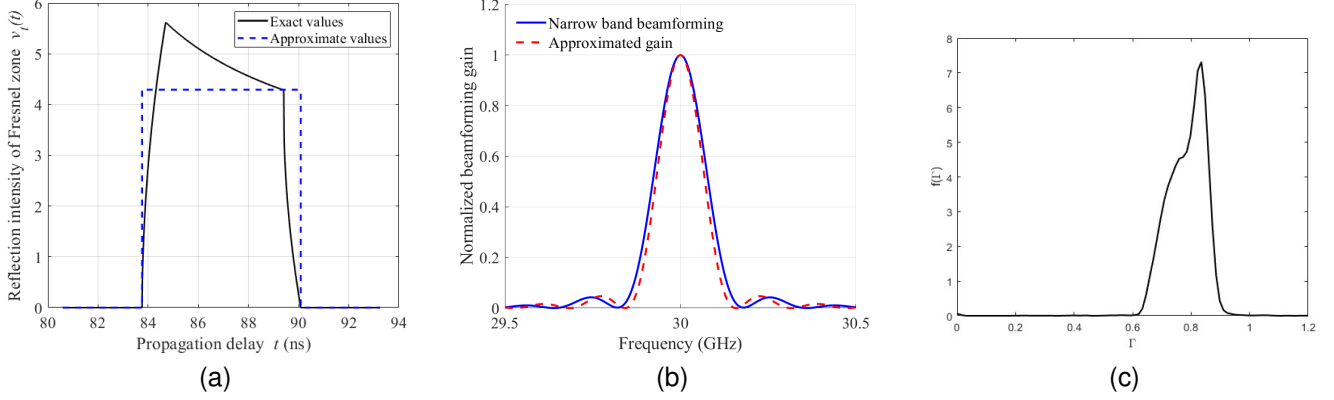 Reflection intensity of Fresnel zone v_t(t)
6
5
4
3
2
1
0
Exact values
Approximate values
80 82 84 86 88 90 92 94
Propagation delay t (ns)
(a)
Normalized beamforming gain
1.2
1
0.8
0.6
0.4
0.2
0
Narrow band beamforming
Approximated gain
29.5 30 30.5
Frequency (GHz)
(b)
f(Γ)
8
7
6
5
4
3
2
1
0
0 0.2 0.4 0.6 0.8 1 1.2
Γ
(c)